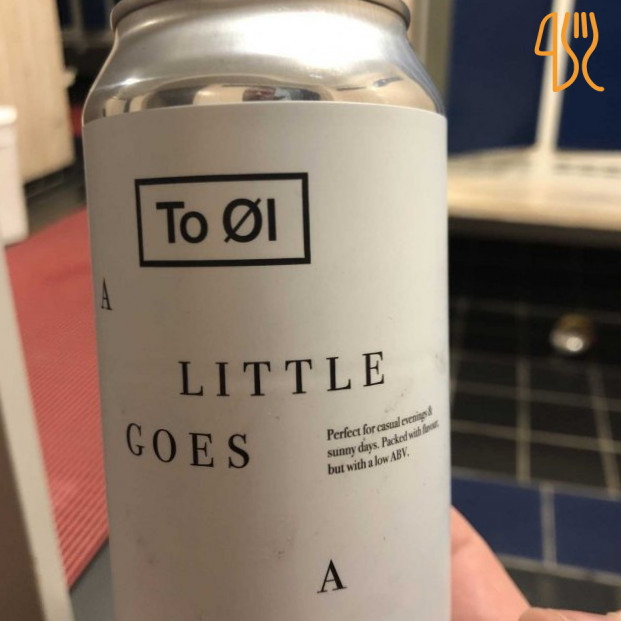 To ØI
A
LITTLE
GOES
Perfect for casual evenings &
sunny days. Packed with flavour,
but with a low ABV.
A